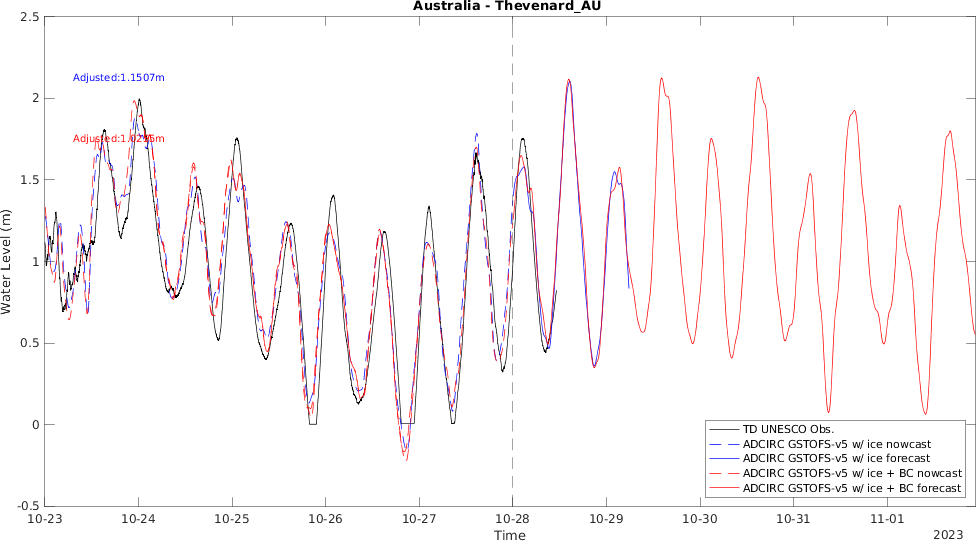 Australia - Thevenard_AU
2.5
2
1.5
1
0.5
0
-0.5
Water Level (m)
Adjusted:1.1507m
TD UNESCO Obs.
ADCIRC GSTOFS-v5 w/ ice nowcast
ADCIRC GSTOFS-v5 w/ ice forecast
ADCIRC GSTOFS-v5 w/ ice + BC nowcast
ADCIRC GSTOFS-v5 w/ ice + BC forecast
10-23 10-24 10-25 10-26 10-27 10-28 10-29 10-30 10-31 11-01
Time
2023